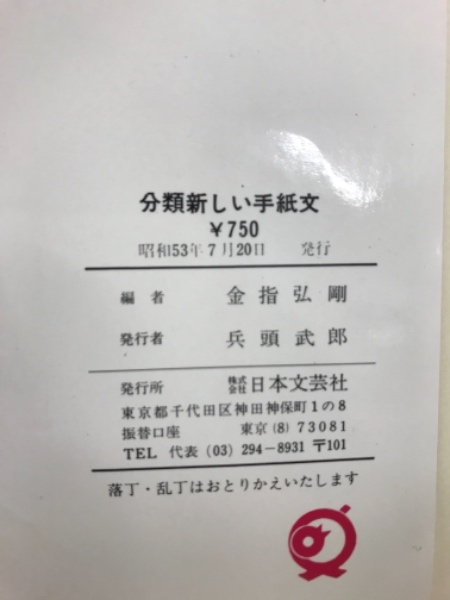 分類新しい手紙文
¥750
昭和53年7月20日 発行
編者 金指弘剛
発行者 兵頭武郎
発行所 株式会社日本文芸社
東京都千代田区神田神保町1の8
振替口座 東京(8)73081
TEL 代表(03)294-8931 〒101
落丁・乱丁はおとりかえいたします